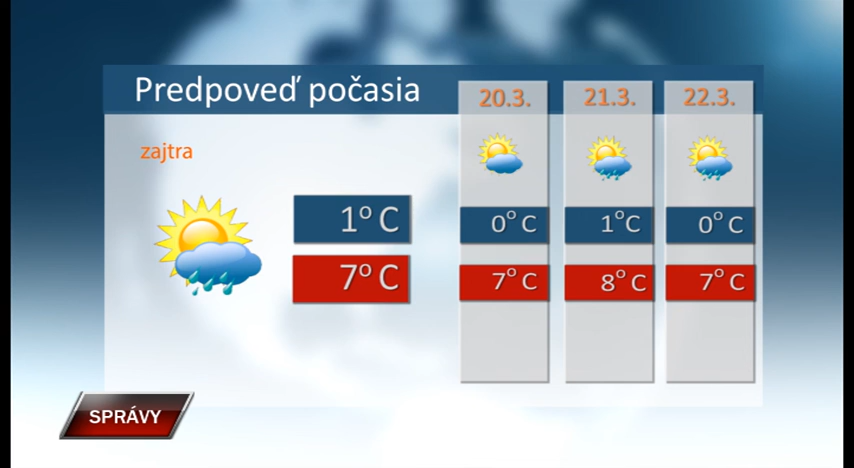 Predpoveď počasia
zajtra
1° C
7° C
20.3. 21.3. 22.3.
0° C 1°C 0° C
7° C 8° C 7° C
SPRÁVY